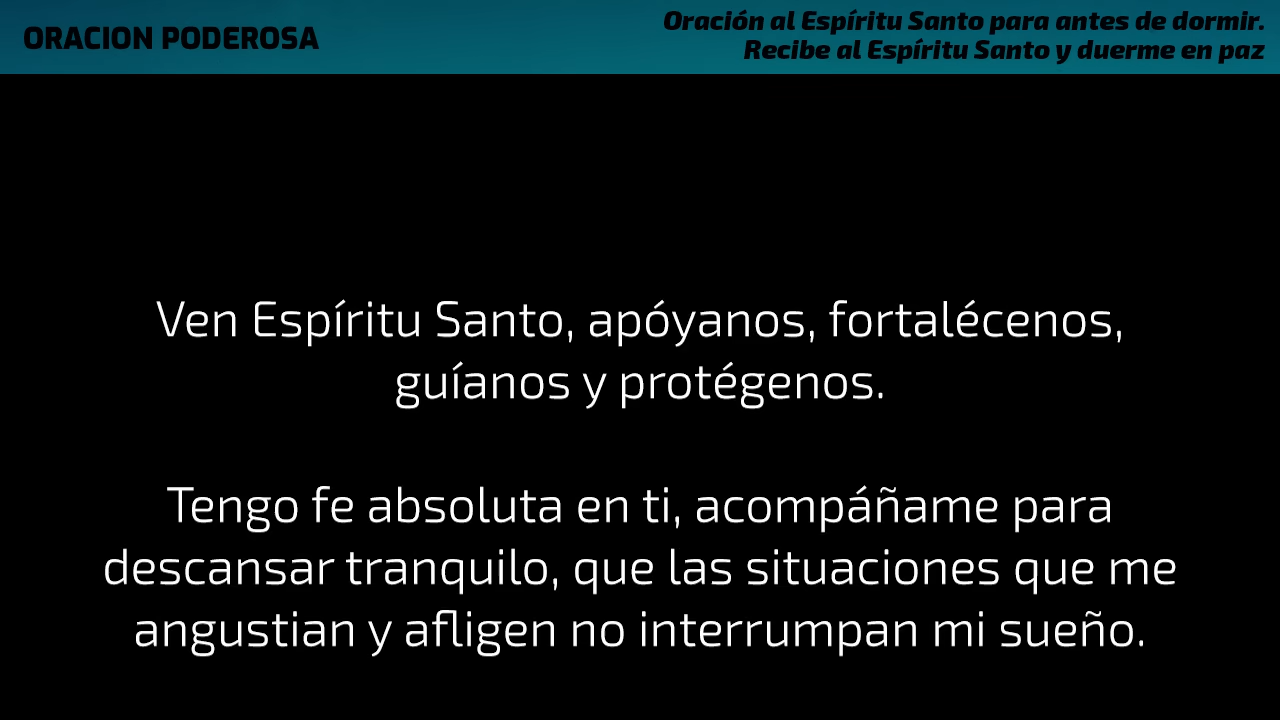 ORACION PODEROSA
Oración al Espíritu Santo para antes de dormir.
Recibe al Espíritu Santo y duerme en paz
Ven Espíritu Santo, apóyanos, fortalécenos,
guíanos y protégenos.
Tengo fe absoluta en ti, acompáñame para
descansar tranquilo, que las situaciones que me
angustian y afligen no interrumpan mi sueño.